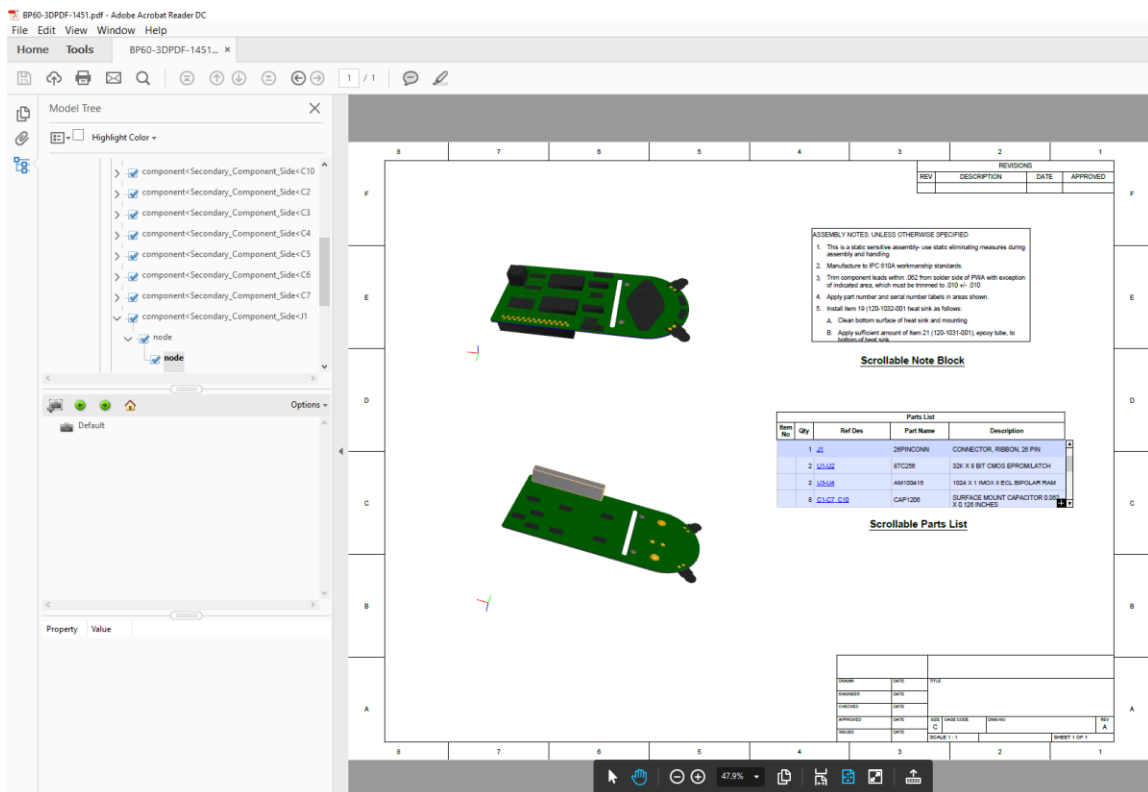 BP60-3DPDF-1451.pdf - Adobe Acrobat Reader DC
File Edit View Window Help
Home Tools BP60-3DPDF-1451... ×
1 / 1
Model Tree
Highlight Color
component<Secondary_Component_Side<C10
component<Secondary_Component_Side<C2
component<Secondary_Component_Side<C3
component<Secondary_Component_Side<C4
component<Secondary_Component_Side<C5
component<Secondary_Component_Side<C6
component<Secondary_Component_Side<C7
component<Secondary_Component_Side<J1
node
node
Options
Default
Property Value
8 7 6 5 4 3 2 1
F F
E E
D D
C C
B B
A A
REVISIONS
REV DESCRIPTION DATE APPROVED
ASSEMBLY NOTES: UNLESS OTHERWISE SPECIFIED
1. This is a static sensitive assembly- use static eliminating measures during
assembly and handling.
2. Manufacture to IPC 610A workmanship standards.
3. Trim component leads within .062 from solder side of PWA with exception
of indicated area, which must be trimmed to .010 +/- .010
4. Apply part number and serial number labels in areas shown.
5. Install item 19 (120-1032-001 heat sink as follows:
A. Clean bottom surface of heat sink and mounting
B. Apply sufficient amount of Item 21 (120-1031-001), epoxy tube, to
bottom of heat sink
Scrollable Note Block
Parts List
Item No Qty Ref Des Part Name Description
1 J1 26PINCONN CONNECTOR, RIBBON, 26 PIN
2 U1-U2 87C256 32K X 8 BIT CMOS EPROM/LATCH
2 U3-U4 AM100415 1024 X 1 IMOX II ECL BIPOLAR RAM
8 C1-C7, C10 CAP1206 SURFACE MOUNT CAPACITOR 0.063
X 0.126 INCHES
Scrollable Parts List
DRAWN DATE TITLE
ENGINEER DATE
CHECKED DATE
APPROVED DATE SIZE CAGE CODE DWG NO REV
C A
ISSUED DATE
SCALE 1 : 1 SHEET 1 OF 1
8 7 6 5 4 3 2 1
47.9%